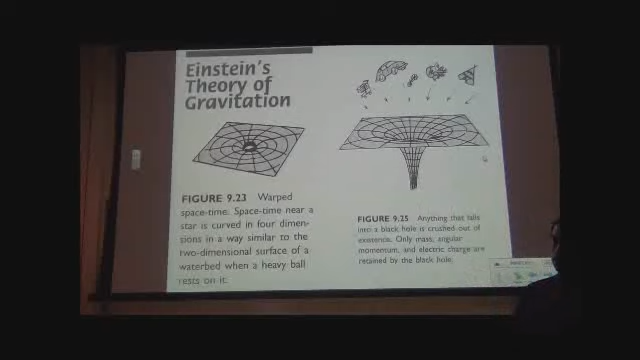 Einstein's
Theory of
Gravitation
FIGURE 9.23 Warped
space-time. Space-time near a
star is curved in four dimen-
sions in a way similar to the
two-dimensional surface of a
waterbed when a heavy ball
rests on it.
FIGURE 9.25 Anything that falls
into a black hole is crushed out of
existence. Only mass, angular
momentum, and electric charge are
retained by the black hole.